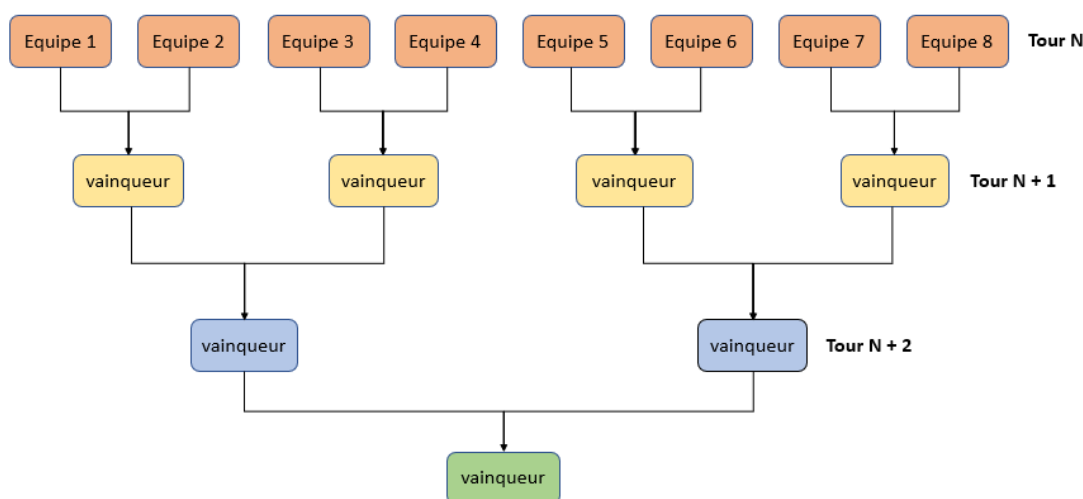 Equipe 1
Equipe 2
Equipe 3
Equipe 4
Equipe 5
Equipe 6
Equipe 7
Equipe 8
Tour N
vainqueur
vainqueur
vainqueur
vainqueur
Tour N + 1
vainqueur
vainqueur
Tour N + 2
vainqueur